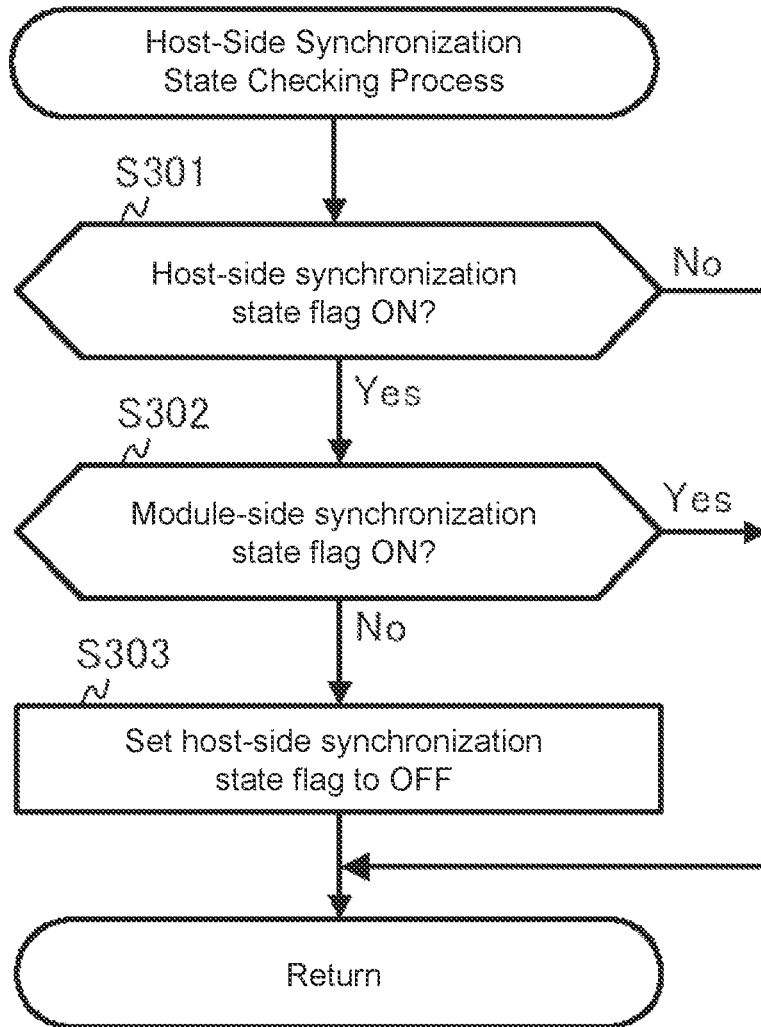 Host-Side Synchronization
State Checking Process
S301
Host-side synchronization
state flag ON?
No
Yes
S302
Module-side synchronization
state flag ON?
Yes
No
S303
Set host-side synchronization
state flag to OFF
Return